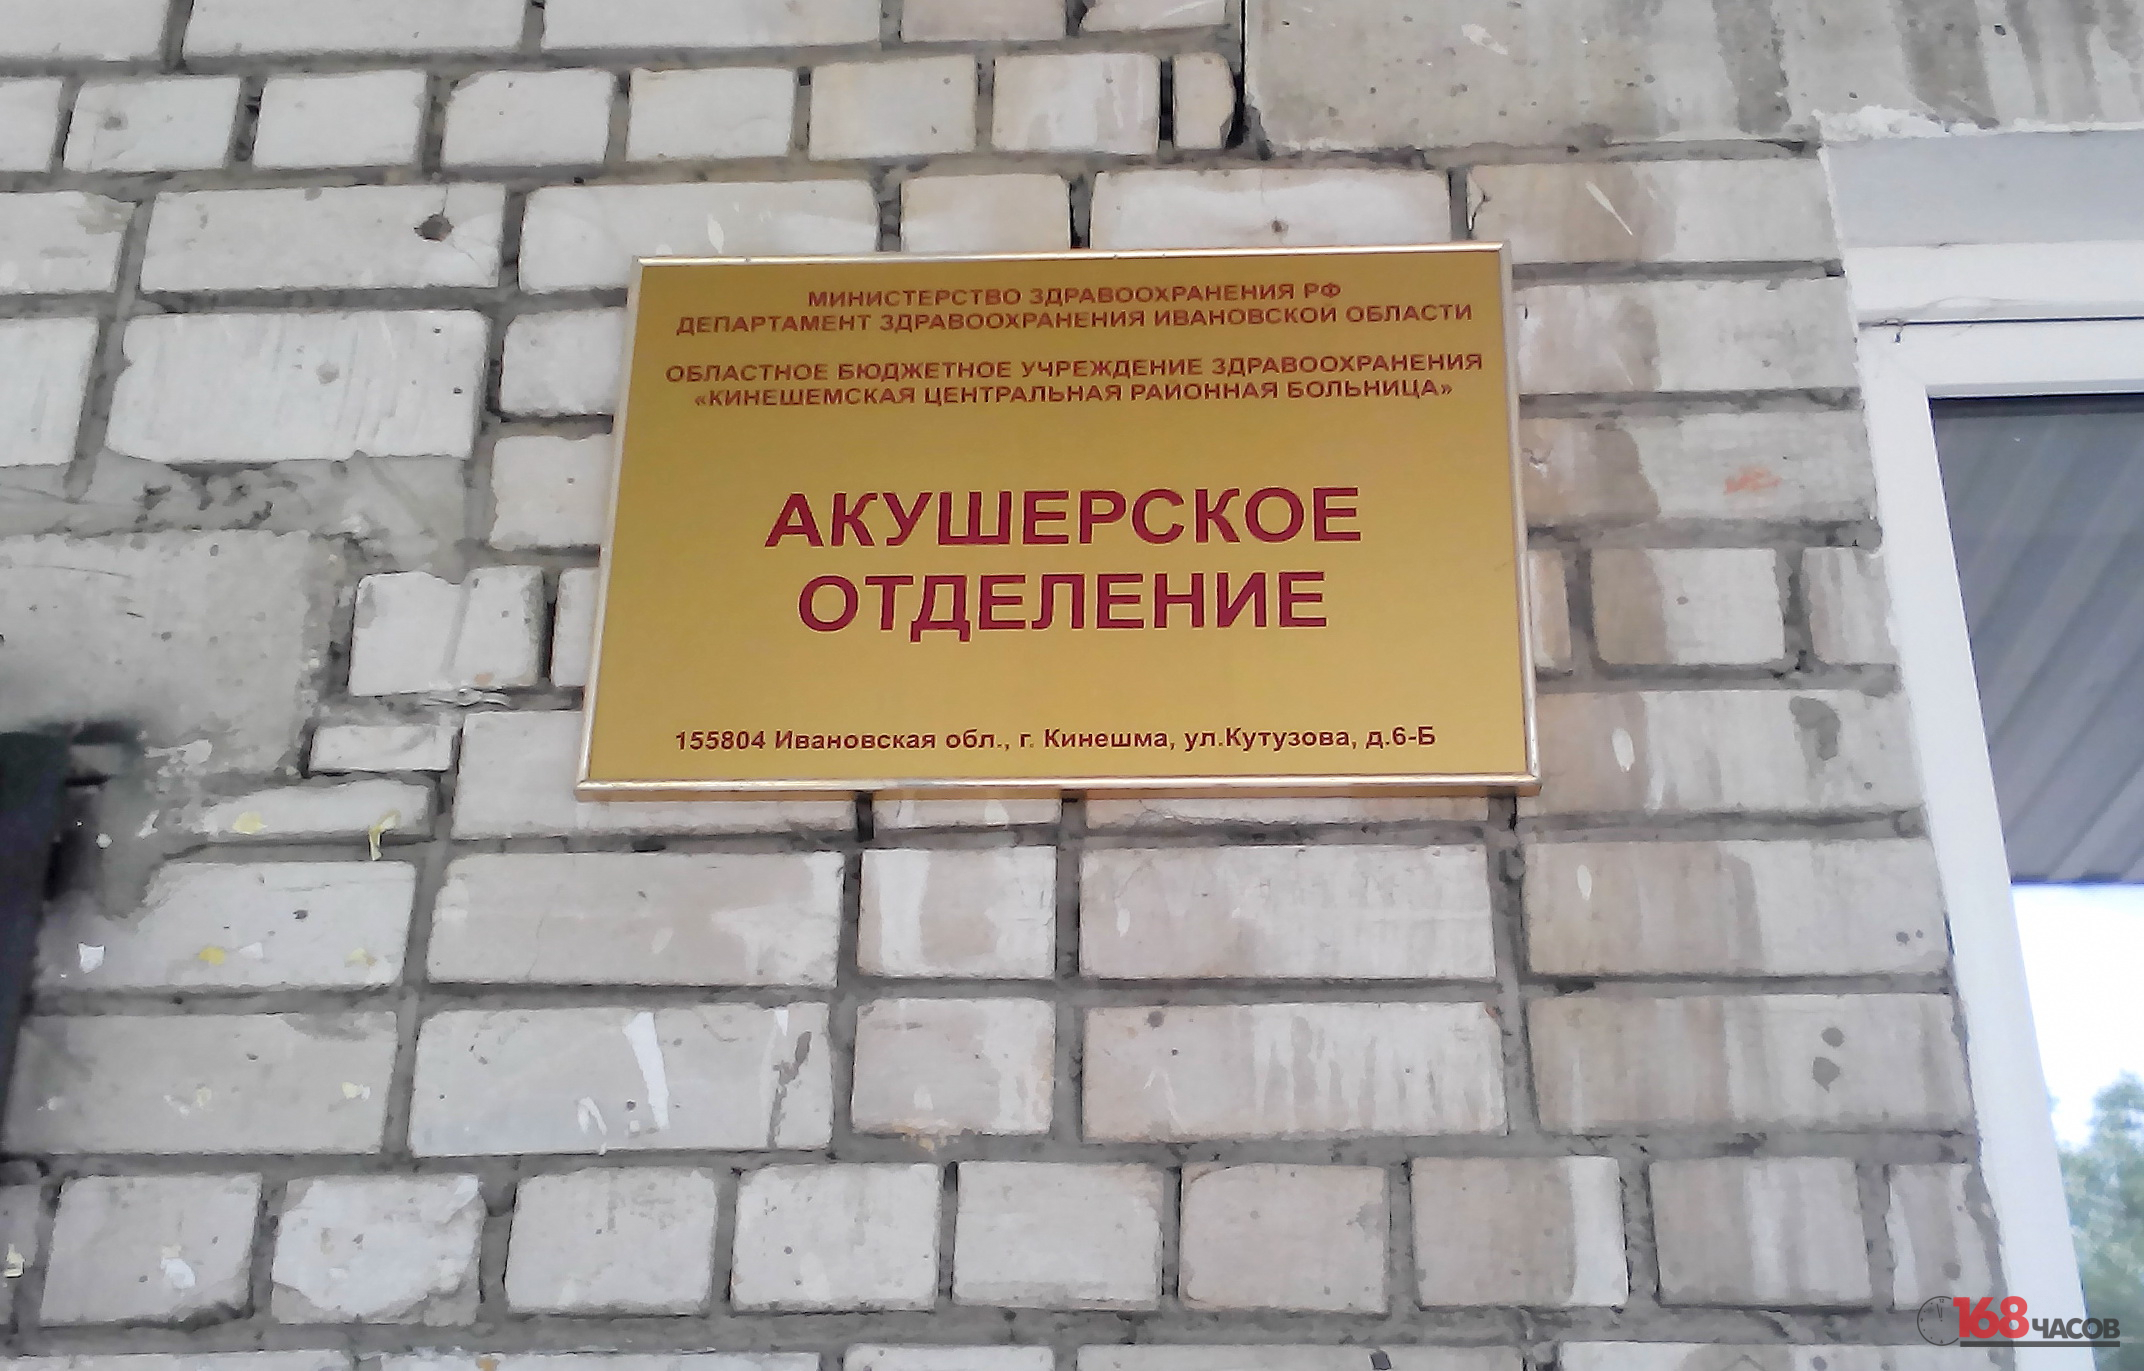 МИНИСТЕРСТВО ЗДРАВООХРАНЕНИЯ РФ
ДЕПАРТАМЕНТ ЗДРАВООХРАНЕНИЯ ИВАНОВСКОЙ ОБЛАСТИ
ОБЛАСТНОЕ БЮДЖЕТНОЕ УЧРЕЖДЕНИЕ ЗДРАВООХРАНЕНИЯ
«КИНЕШЕМСКАЯ ЦЕНТРАЛЬНАЯ РАЙОННАЯ БОЛЬНИЦА»
АКУШЕРСКОЕ
ОТДЕЛЕНИЕ
155804 Ивановская обл., г. Кинешма, ул.Кутузова, д.6-Б
168 ЧАСОВ